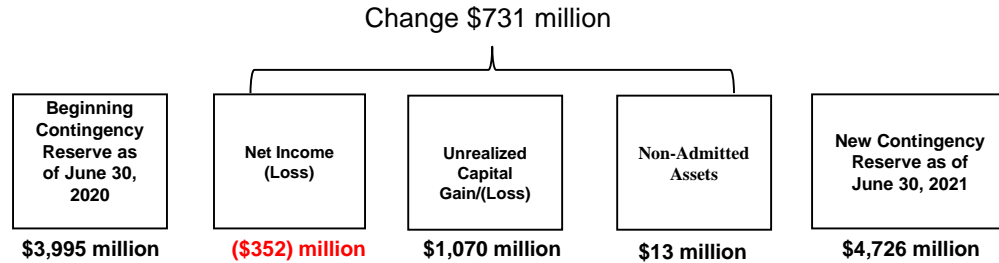 Change $731 million
Beginning
Contingency
Reserve as
of June 30,
2020
Net Income
(Loss)
Unrealized
Capital
Gain/(Loss)
Non-Admitted
Assets
New Contingency
Reserve as of
June 30, 2021
$3,995 million
($352) million
$1,070 million
$13 million
$4,726 million